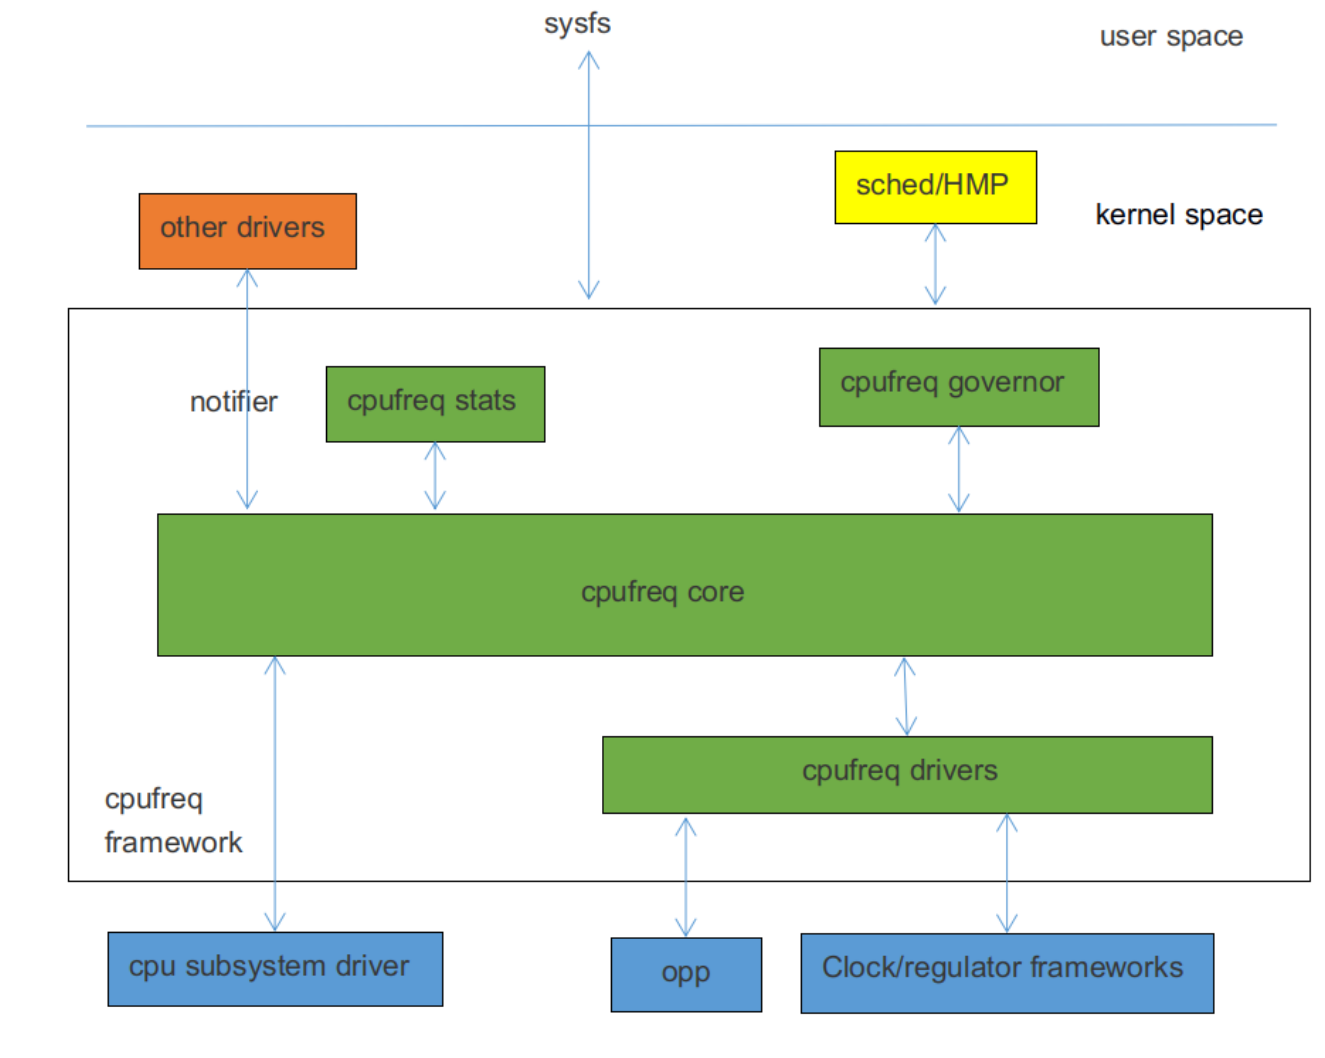 sysfs
user space
sched/HMP
kernel space
other drivers
cpufreq governor
notifier
cpufreq stats
cpufreq core
cpufreq drivers
cpufreq
framework
cpu subsystem driver
opp
Clock/regulator frameworks